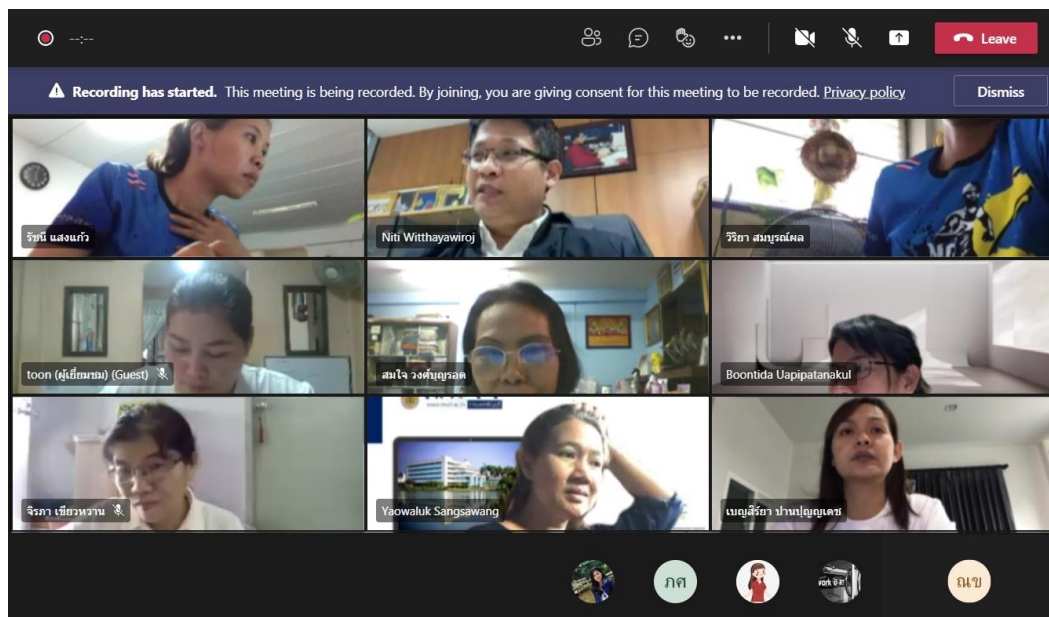 --:--
Leave
Recording has started. This meeting is being recorded. By joining, you are giving consent for this meeting to be recorded. Privacy policy
Dismiss
รัชนี แสงแก้ว
Niti Witthayawiroj
วิริยา สมบูรณ์ผล
toon (ผู้เยี่ยมชม) (Guest)
สมใจ วงศ์บุญรอด
Boontida Uapipatanakul
จิรภา เขียวหวาน
Yaowaluk Sangsawang
เบญสิร์ยา ปานปุญญเดช
ภศ
work
ณข